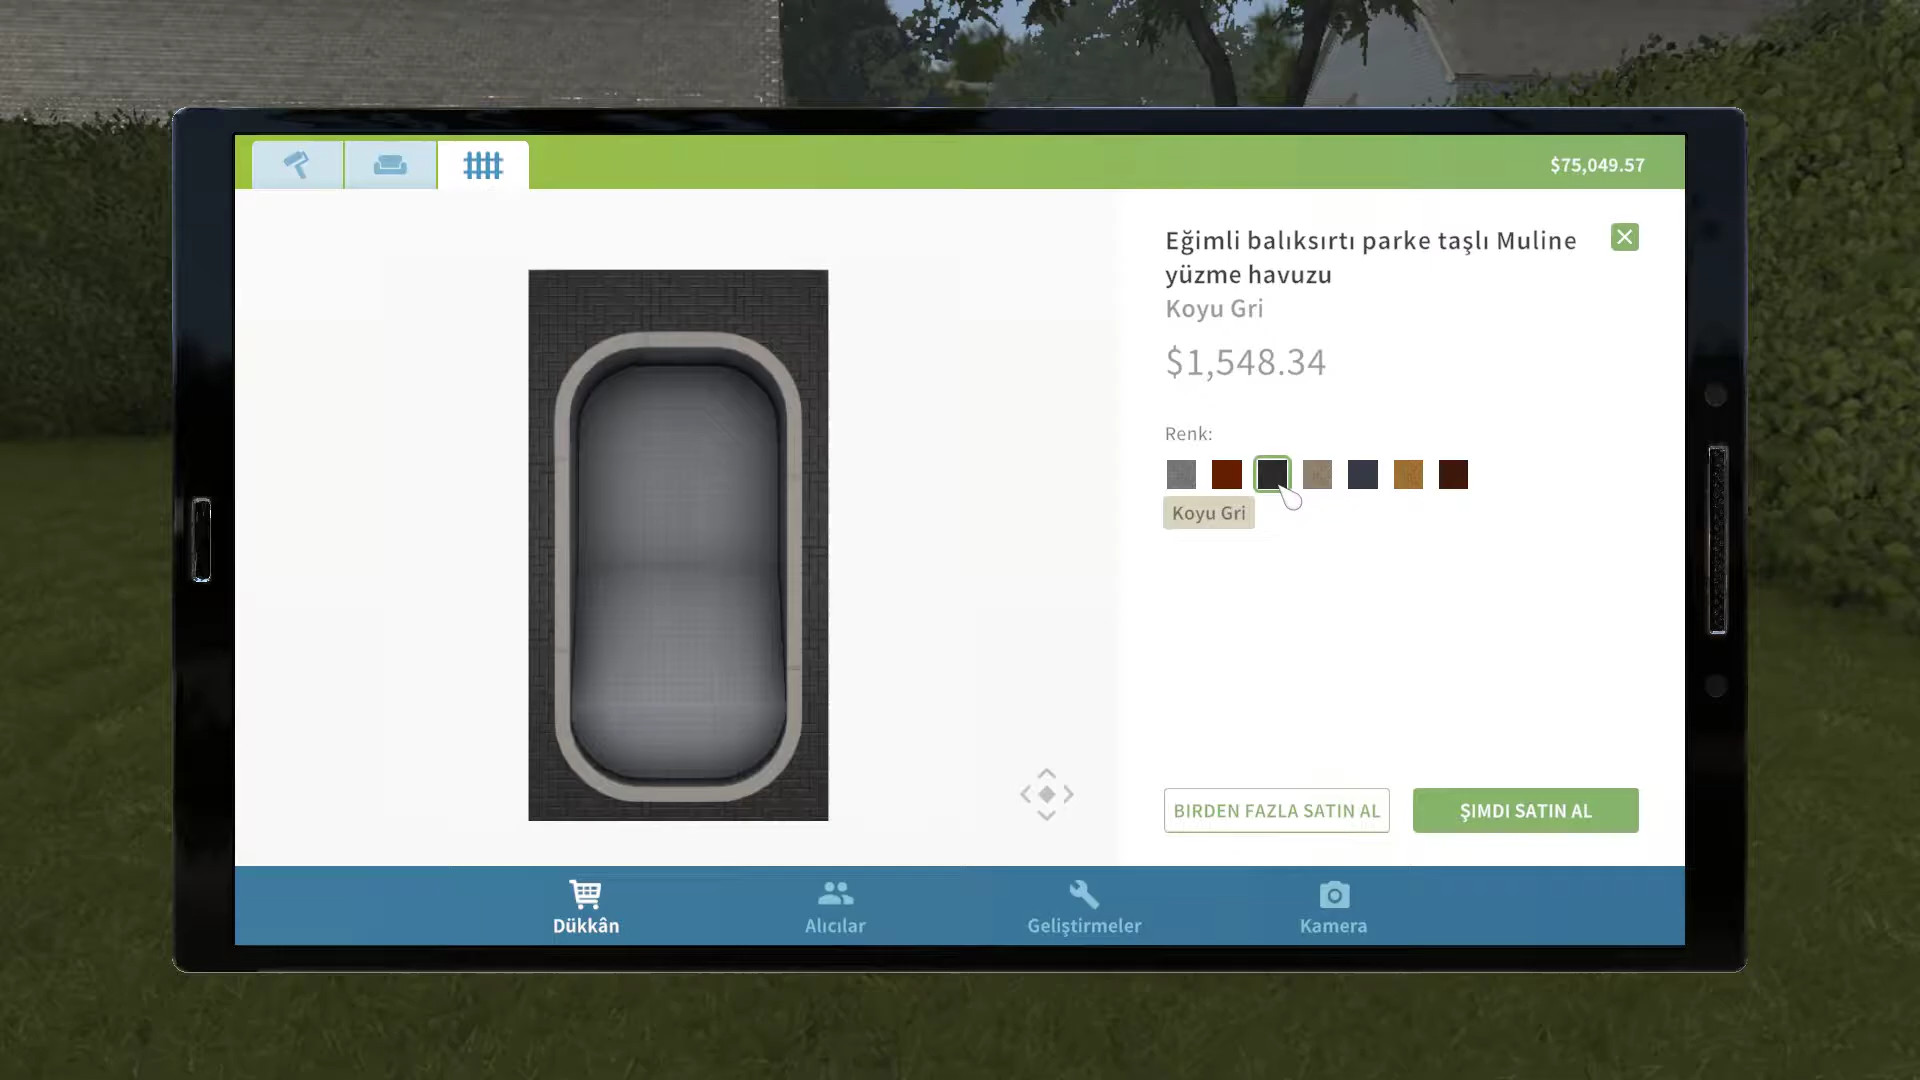 $75,049.57
Eğimli balıksırtı parke taşlı Muline
yüzme havuzu
Koyu Gri
$1,548.34
Renk:
Koyu Gri
BIRDEN FAZLA SATIN AL
ŞIMDI SATIN AL
Dükkân
Alıcılar
Geliştirmeler
Kamera